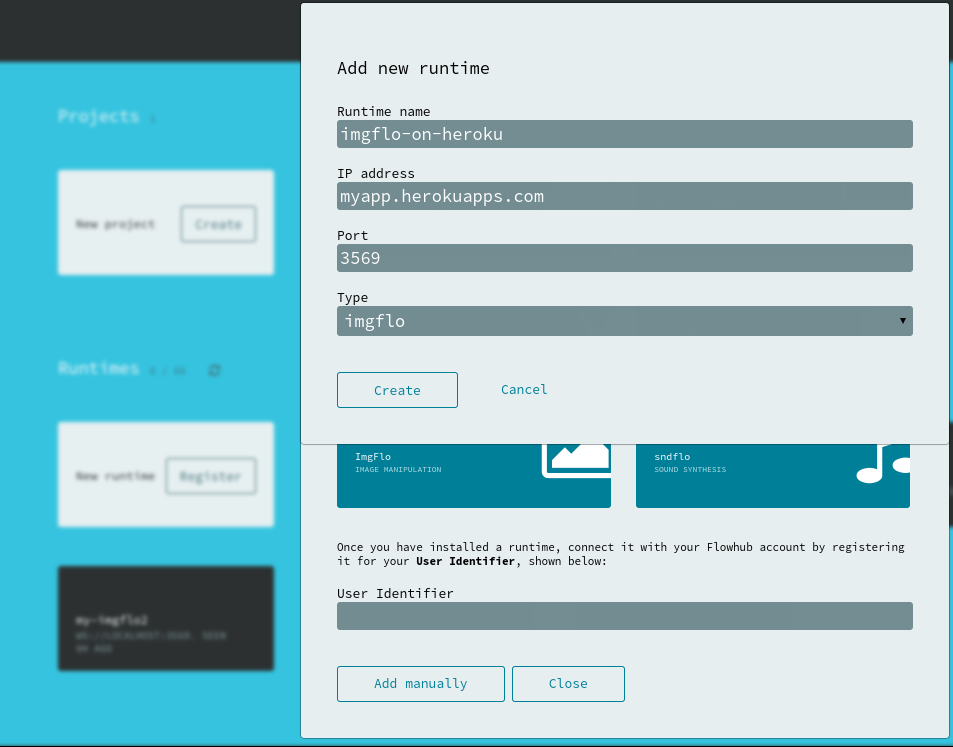 Projects
New project
Create
Runtimes
New runtime
Register
my-imgflo2
Add new runtime
Runtime name
imgflo-on-heroku
IP address
myapp.herokuapps.com
Port
3569
Type
imgflo
Create
Cancel
ImgFlo
IMAGE MANIPULATION
sndflo
SOUND SYNTHESIS
Once you have installed a runtime, connect it with your Flowhub account by registering
it for your User Identifier, shown below:
User Identifier
Add manually
Close